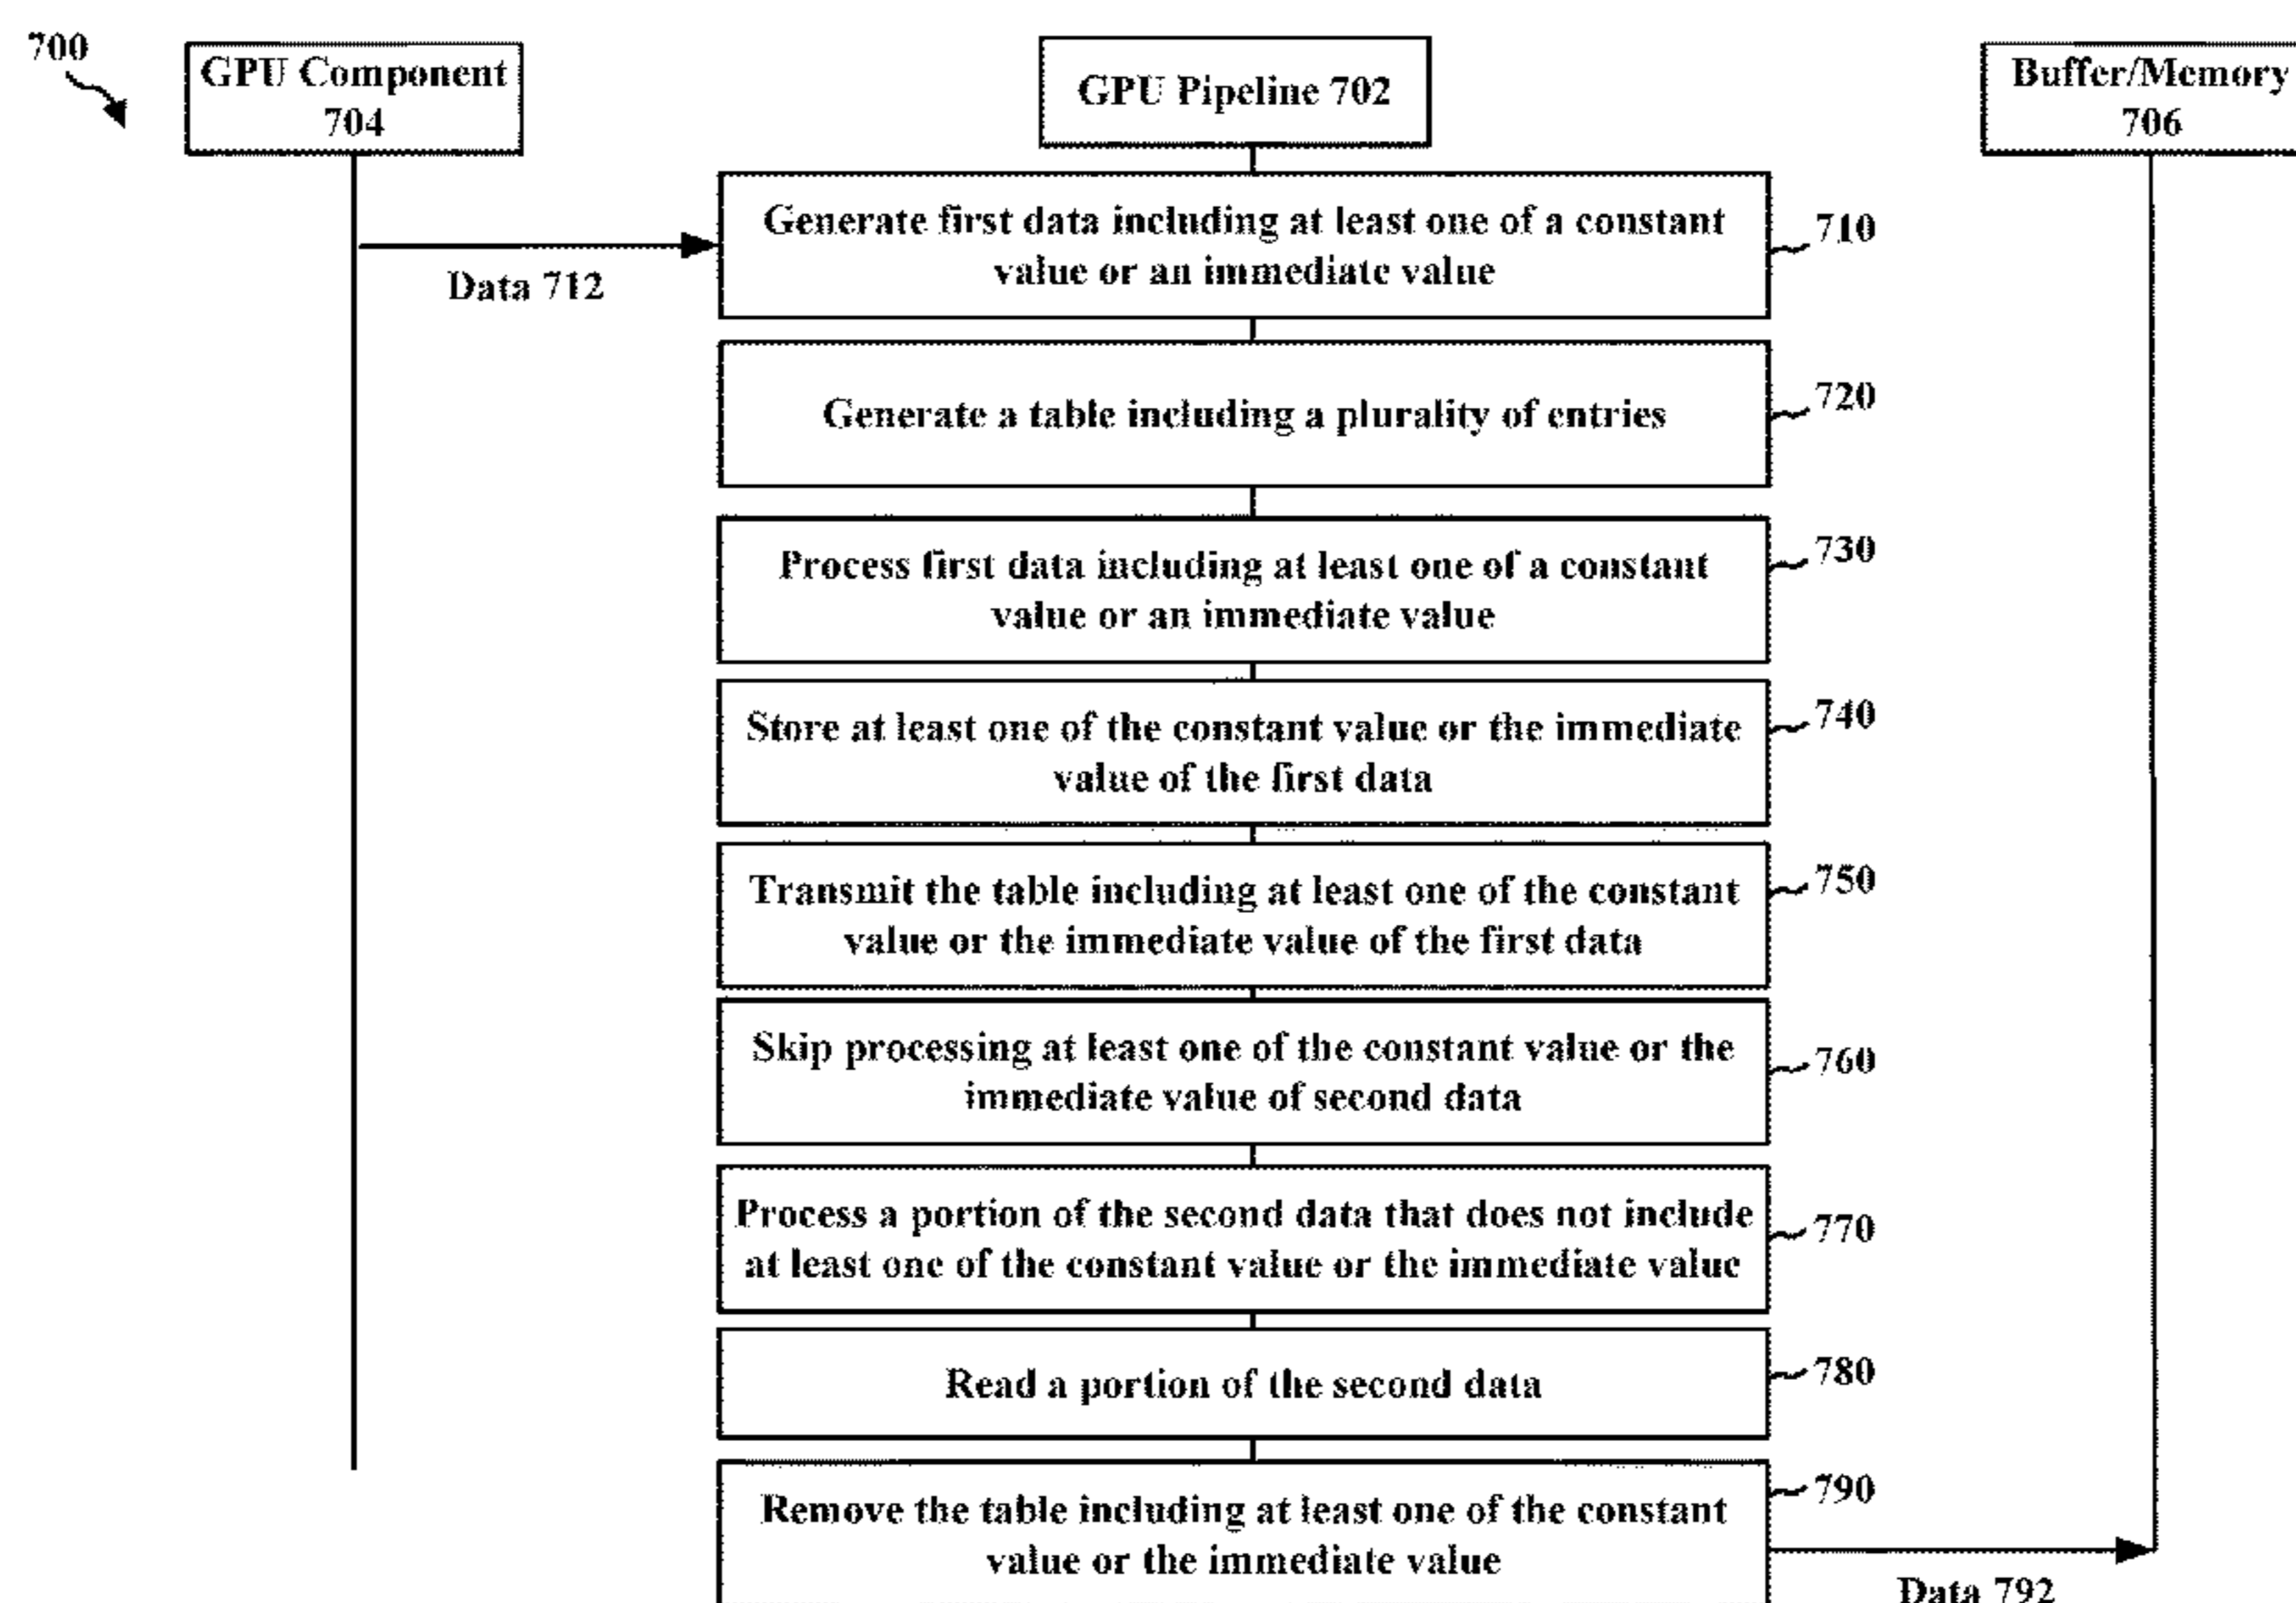 700
GPU Component
704
GPU Pipeline 702
Buffer/Memory
706
Generate first data including at least one of a constant
value or an immediate value
710
Data 712
Generate a table including a plurality of entries
720
Process first data including at least one of a constant
value or an immediate value
730
Store at least one of the constant value or the immediate
value of the first data
740
Transmit the table including at least one of the constant
value or the immediate value of the first data
750
Skip processing at least one of the constant value or the
immediate value of second data
760
Process a portion of the second data that does not include
at least one of the constant value or the immediate value
770
Read a portion of the second data
780
Remove the table including at least one of the constant
value or the immediate value
790
Data 792